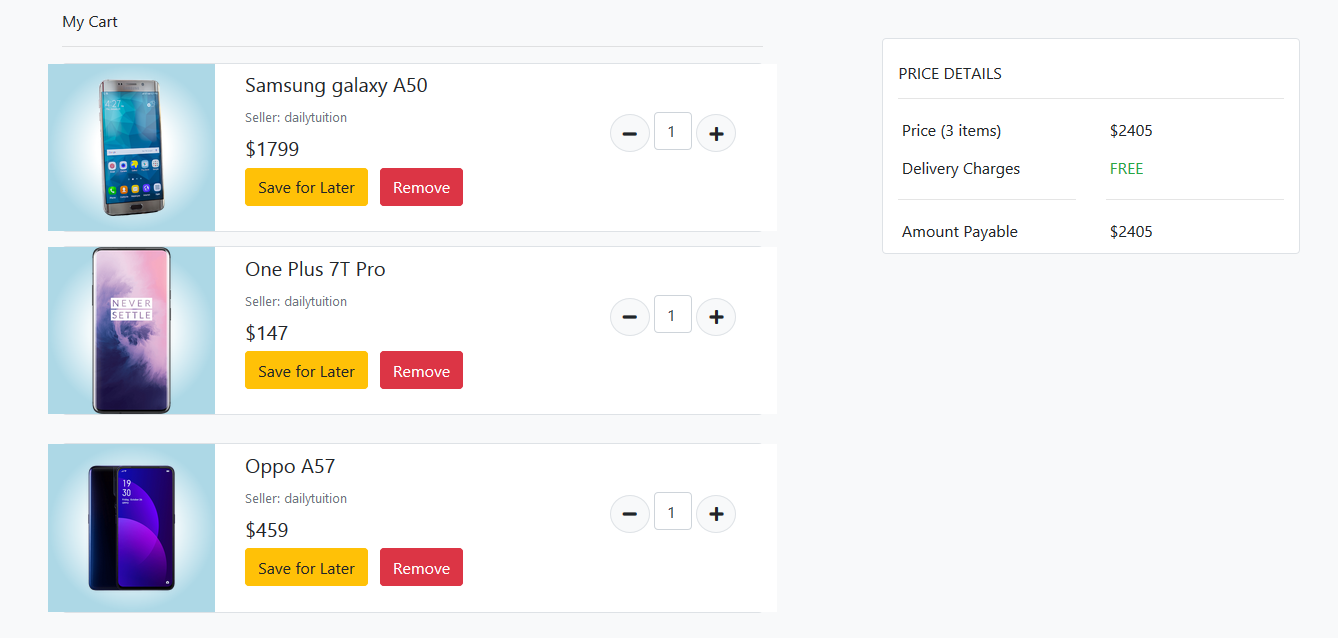 My Cart
Samsung galaxy A50
Seller: dailytuition
$1799
Save for Later
Remove
1
One Plus 7T Pro
Seller: dailytuition
$147
Save for Later
Remove
1
NEVER
SETTLE
Oppo A57
Seller: dailytuition
$459
Save for Later
Remove
1
19
30
PRICE DETAILS
Price (3 items) $2405
Delivery Charges FREE
Amount Payable $2405